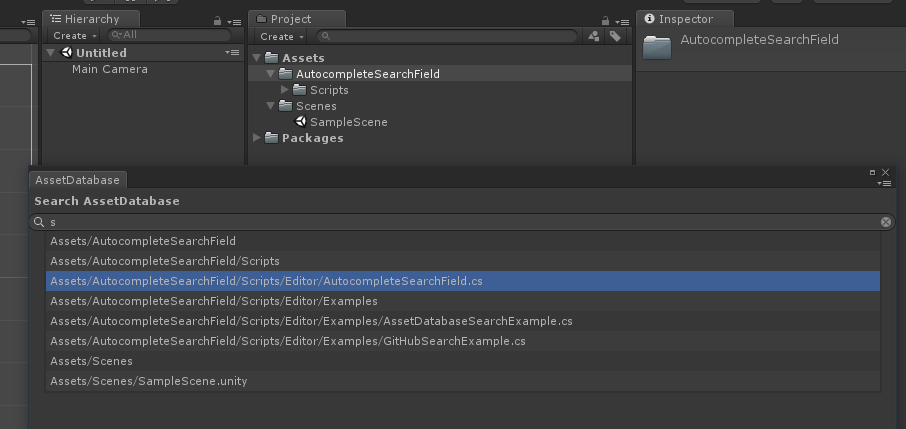 Hierarchy
Create
All
Untitled
Main Camera
Project
Create
Assets
AutocompleteSearchField
Scripts
Scenes
SampleScene
Packages
Inspector
AutocompleteSearchField
AssetDatabase
Search AssetDatabase
s
Assets/AutocompleteSearchField
Assets/AutocompleteSearchField/Scripts
Assets/AutocompleteSearchField/Scripts/Editor/AutocompleteSearchField.cs
Assets/AutocompleteSearchField/Scripts/Editor/Examples
Assets/AutocompleteSearchField/Scripts/Editor/Examples/AssetDatabaseSearchExample.cs
Assets/AutocompleteSearchField/Scripts/Editor/Examples/GitHubSearchExample.cs
Assets/Scenes
Assets/Scenes/SampleScene.unity